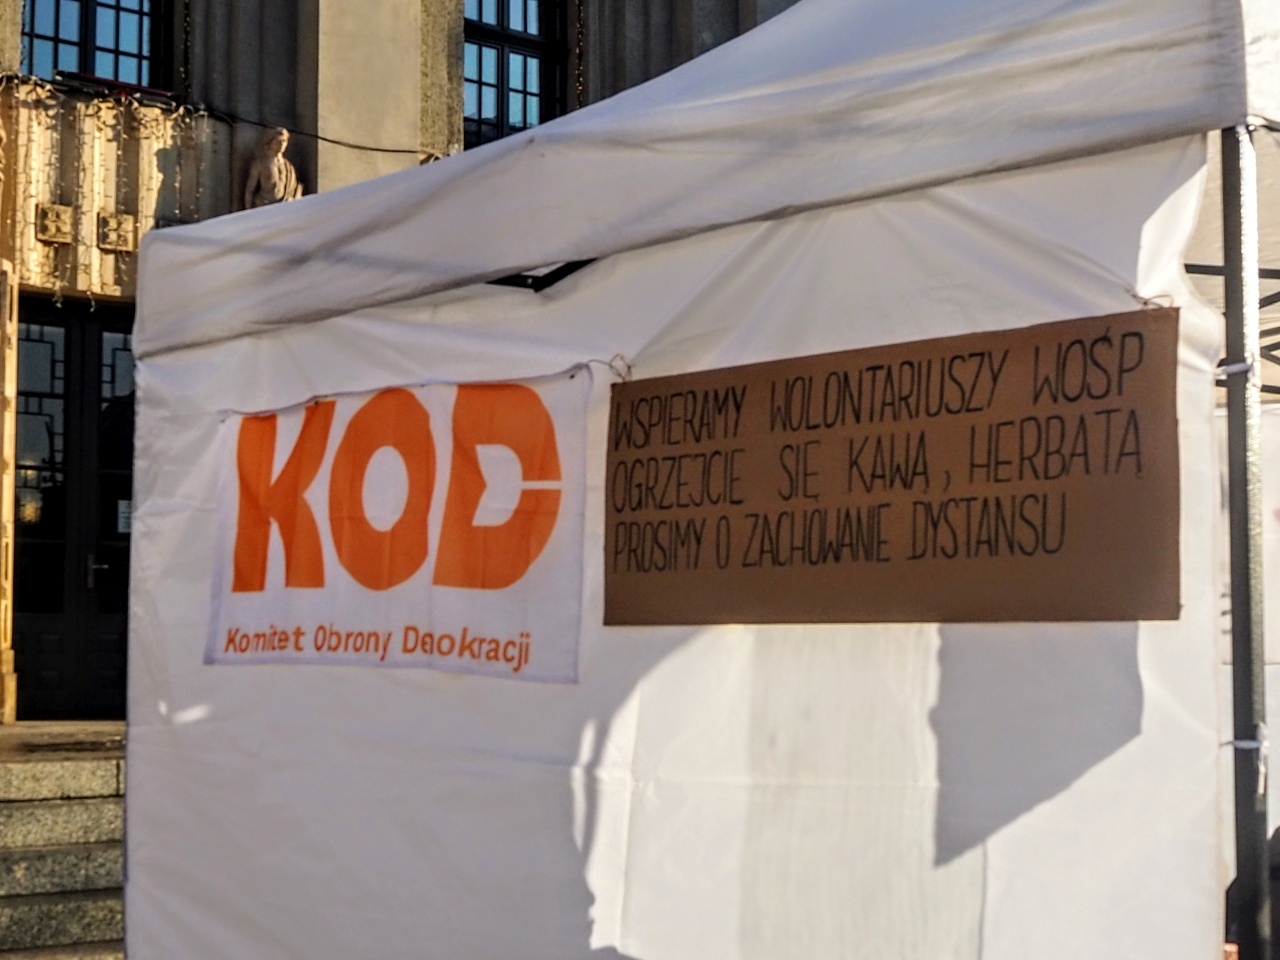 KOD
Komitet Obrony Demokracji
WSPIERAMY WOLONTARIUSZY WOŚP
OGRZEJCIE SIĘ KAWĄ, HERBATĄ
PROSIMY O ZACHOWANIE DYSTANSU